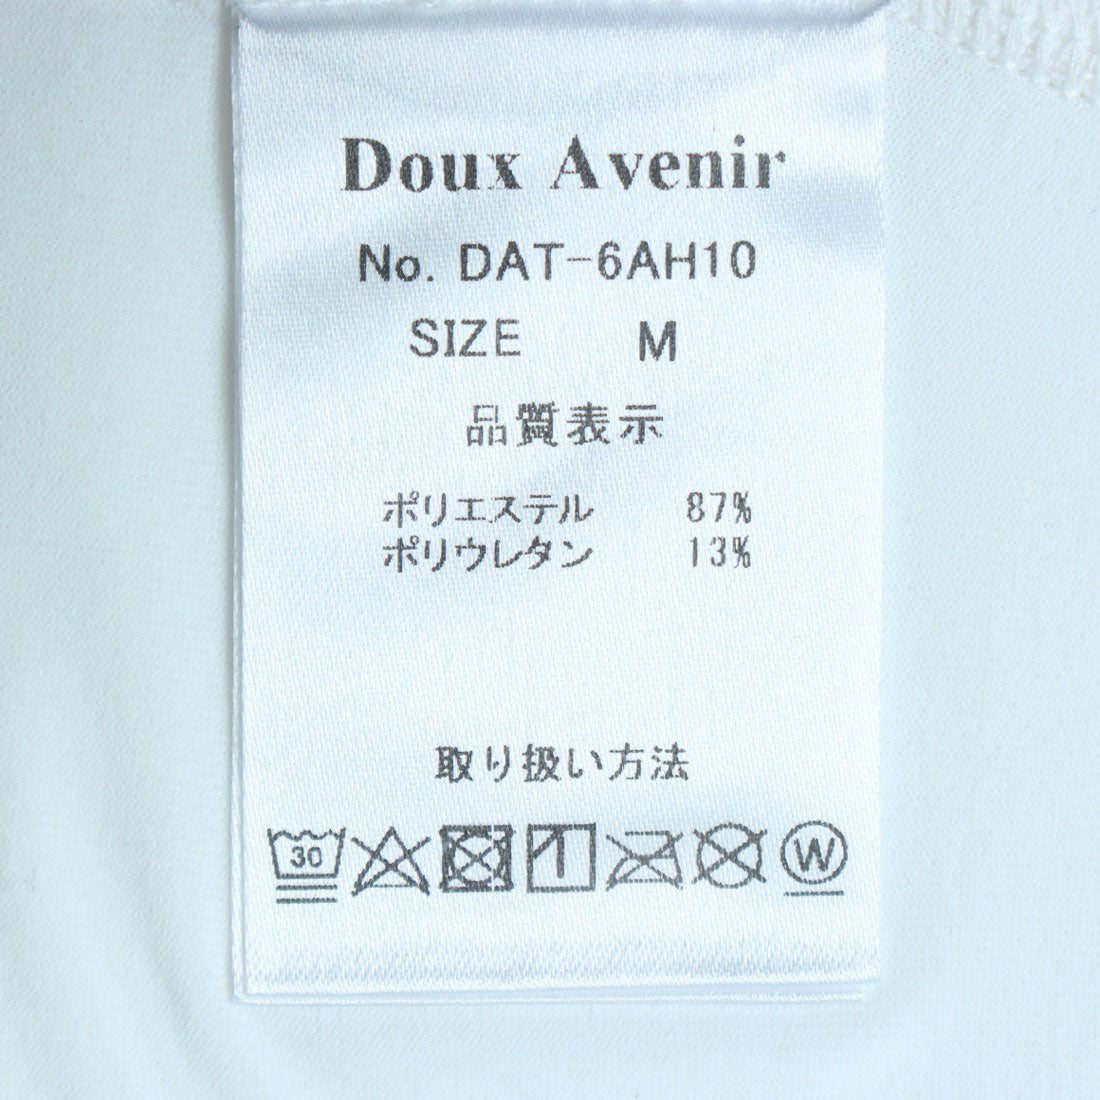 Doux Avenir
No. DAT-6AH10
SIZE M
品質表示
ポリエステル 87%
ポリウレタン 13%
取り扱い方法
30
W